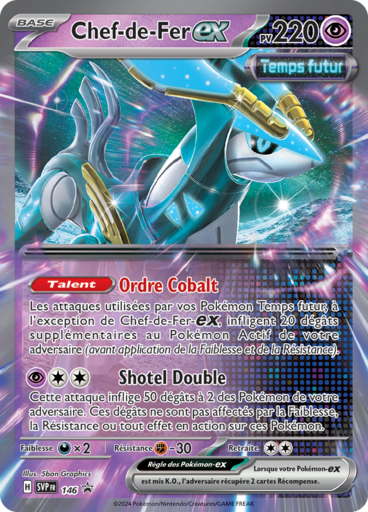 BASE Chef-de-Fer ex PV 220
Temps futur
Talent Ordre Cobalt
Les attaques utilisées par vos Pokémon Temps futur, à
l'exception de Chef-de-Fer-ex, infligent 20 dégâts
supplémentaires au Pokémon Actif de votre
adversaire (avant application de la Faiblesse et de la Résistance).
Shotel Double
Cette attaque inflige 50 dégâts à 2 des Pokémon de votre
adversaire. Ces dégâts ne sont pas affectés par la Faiblesse,
la Résistance ou tout effet en action sur ces Pokémon.
Faiblesse ×2 Résistance -30 Retraite
Illus. 5ban Graphics
Règle des Pokémon-ex Lorsque votre Pokémon-ex
est mis K.O., l'adversaire récupère 2 cartes Récompense.
H SVP FR 146
©2024 Pokémon/Nintendo/Creatures/GAME FREAK